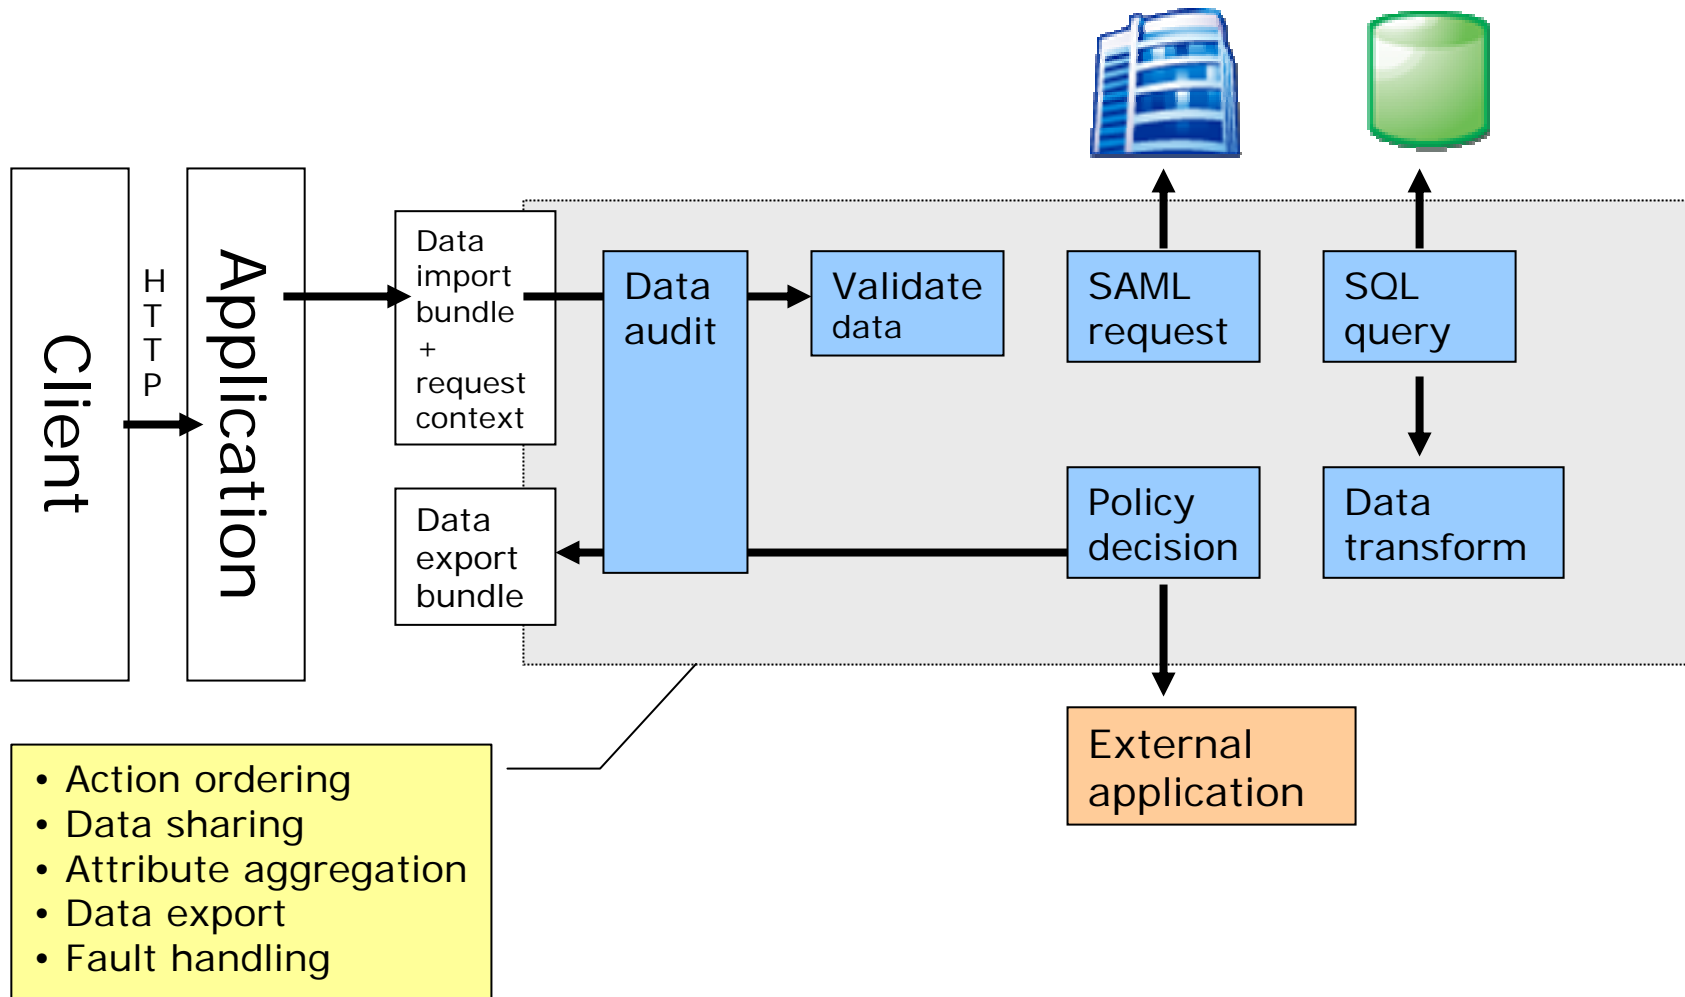 Client
HTTP
Application
Data
import
bundle
+
request
context
Data
audit
Validate
data
SAML
request
SQL
query
Data
export
bundle
Policy
decision
Data
transform
External
application
• Action ordering
• Data sharing
• Attribute aggregation
• Data export
• Fault handling